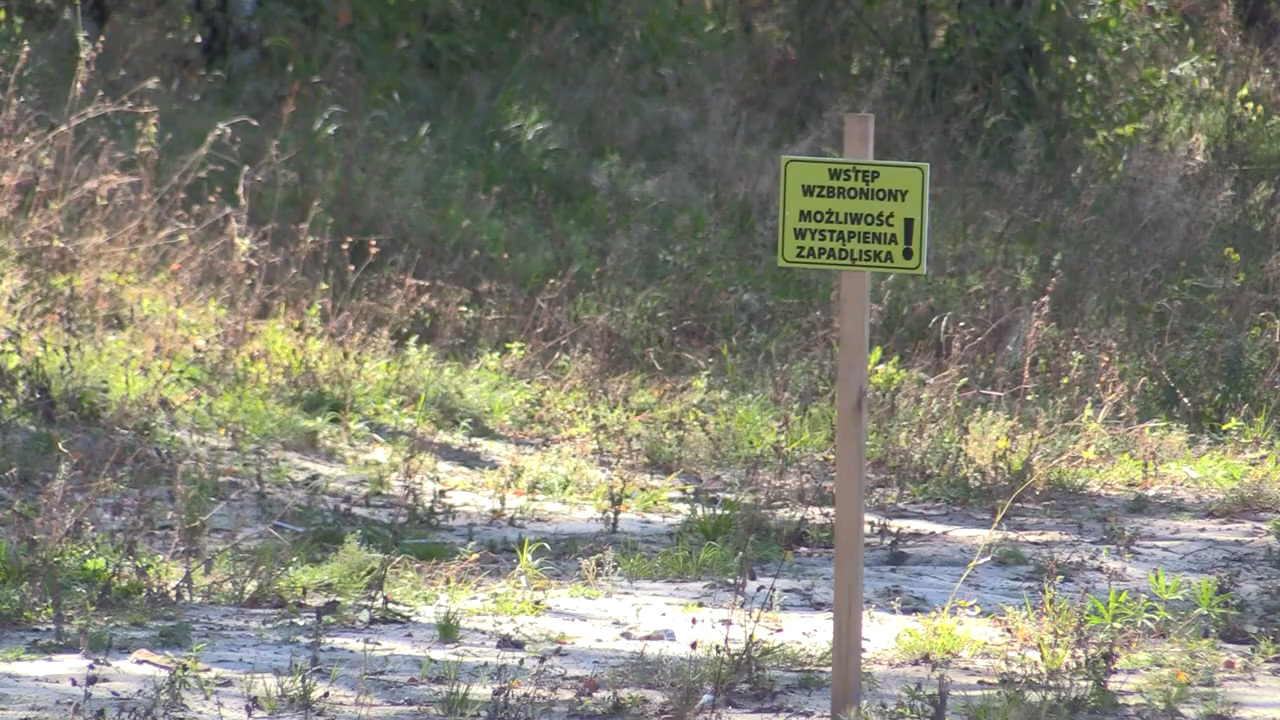 WSTĘP
WZBRONIONY
MOŻLIWOŚĆ
WYSTĄPIENIA
ZAPADLISKA !